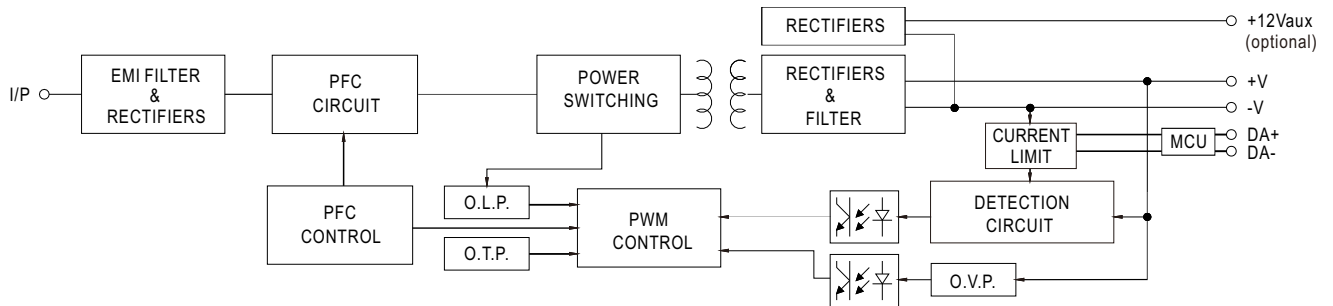 RECTIFIERS
+12Vaux
(optional)
I/P
EMI FILTER
&
RECTIFIERS
PFC
CIRCUIT
POWER
SWITCHING
RECTIFIERS
&
FILTER
+V
-V
CURRENT
LIMIT
MCU
DA+
DA-
PFC
CONTROL
O.L.P.
O.T.P.
PWM
CONTROL
DETECTION
CIRCUIT
O.V.P.